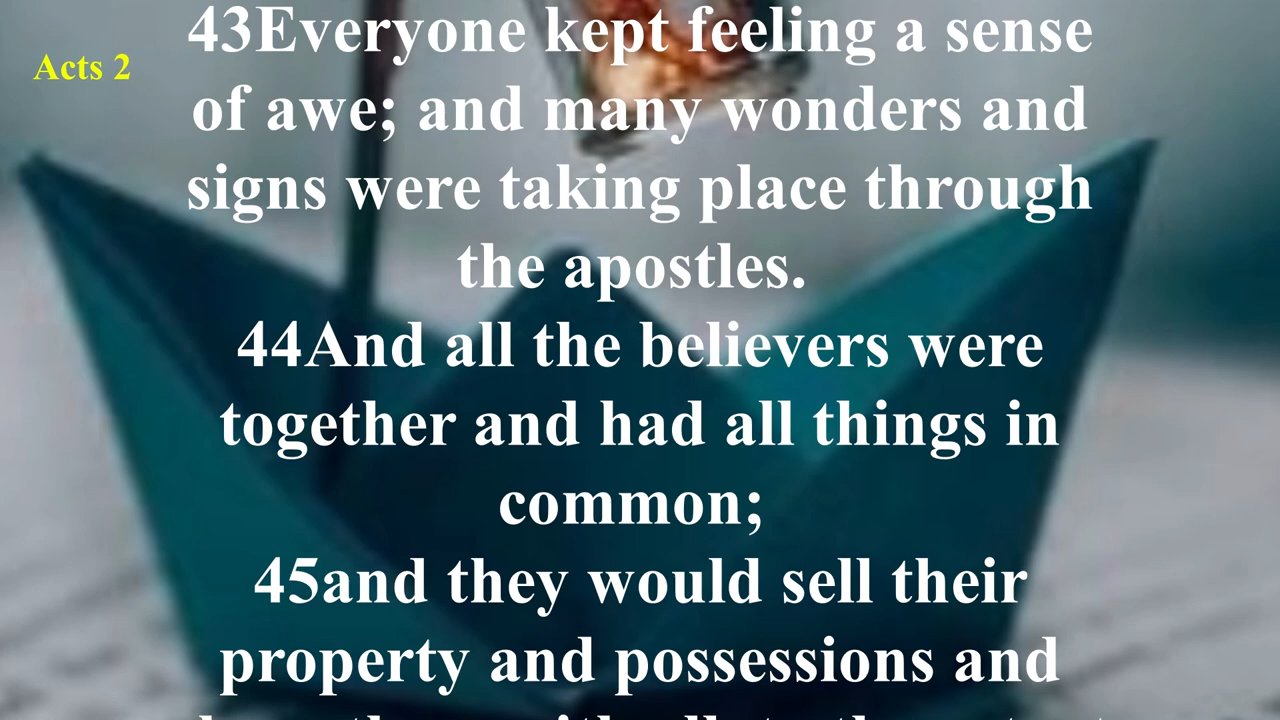 Acts 2
43Everyone kept feeling a sense
of awe; and many wonders and
signs were taking place through
the apostles.
44And all the believers were
together and had all things in
common;
45and they would sell their
property and possessions and